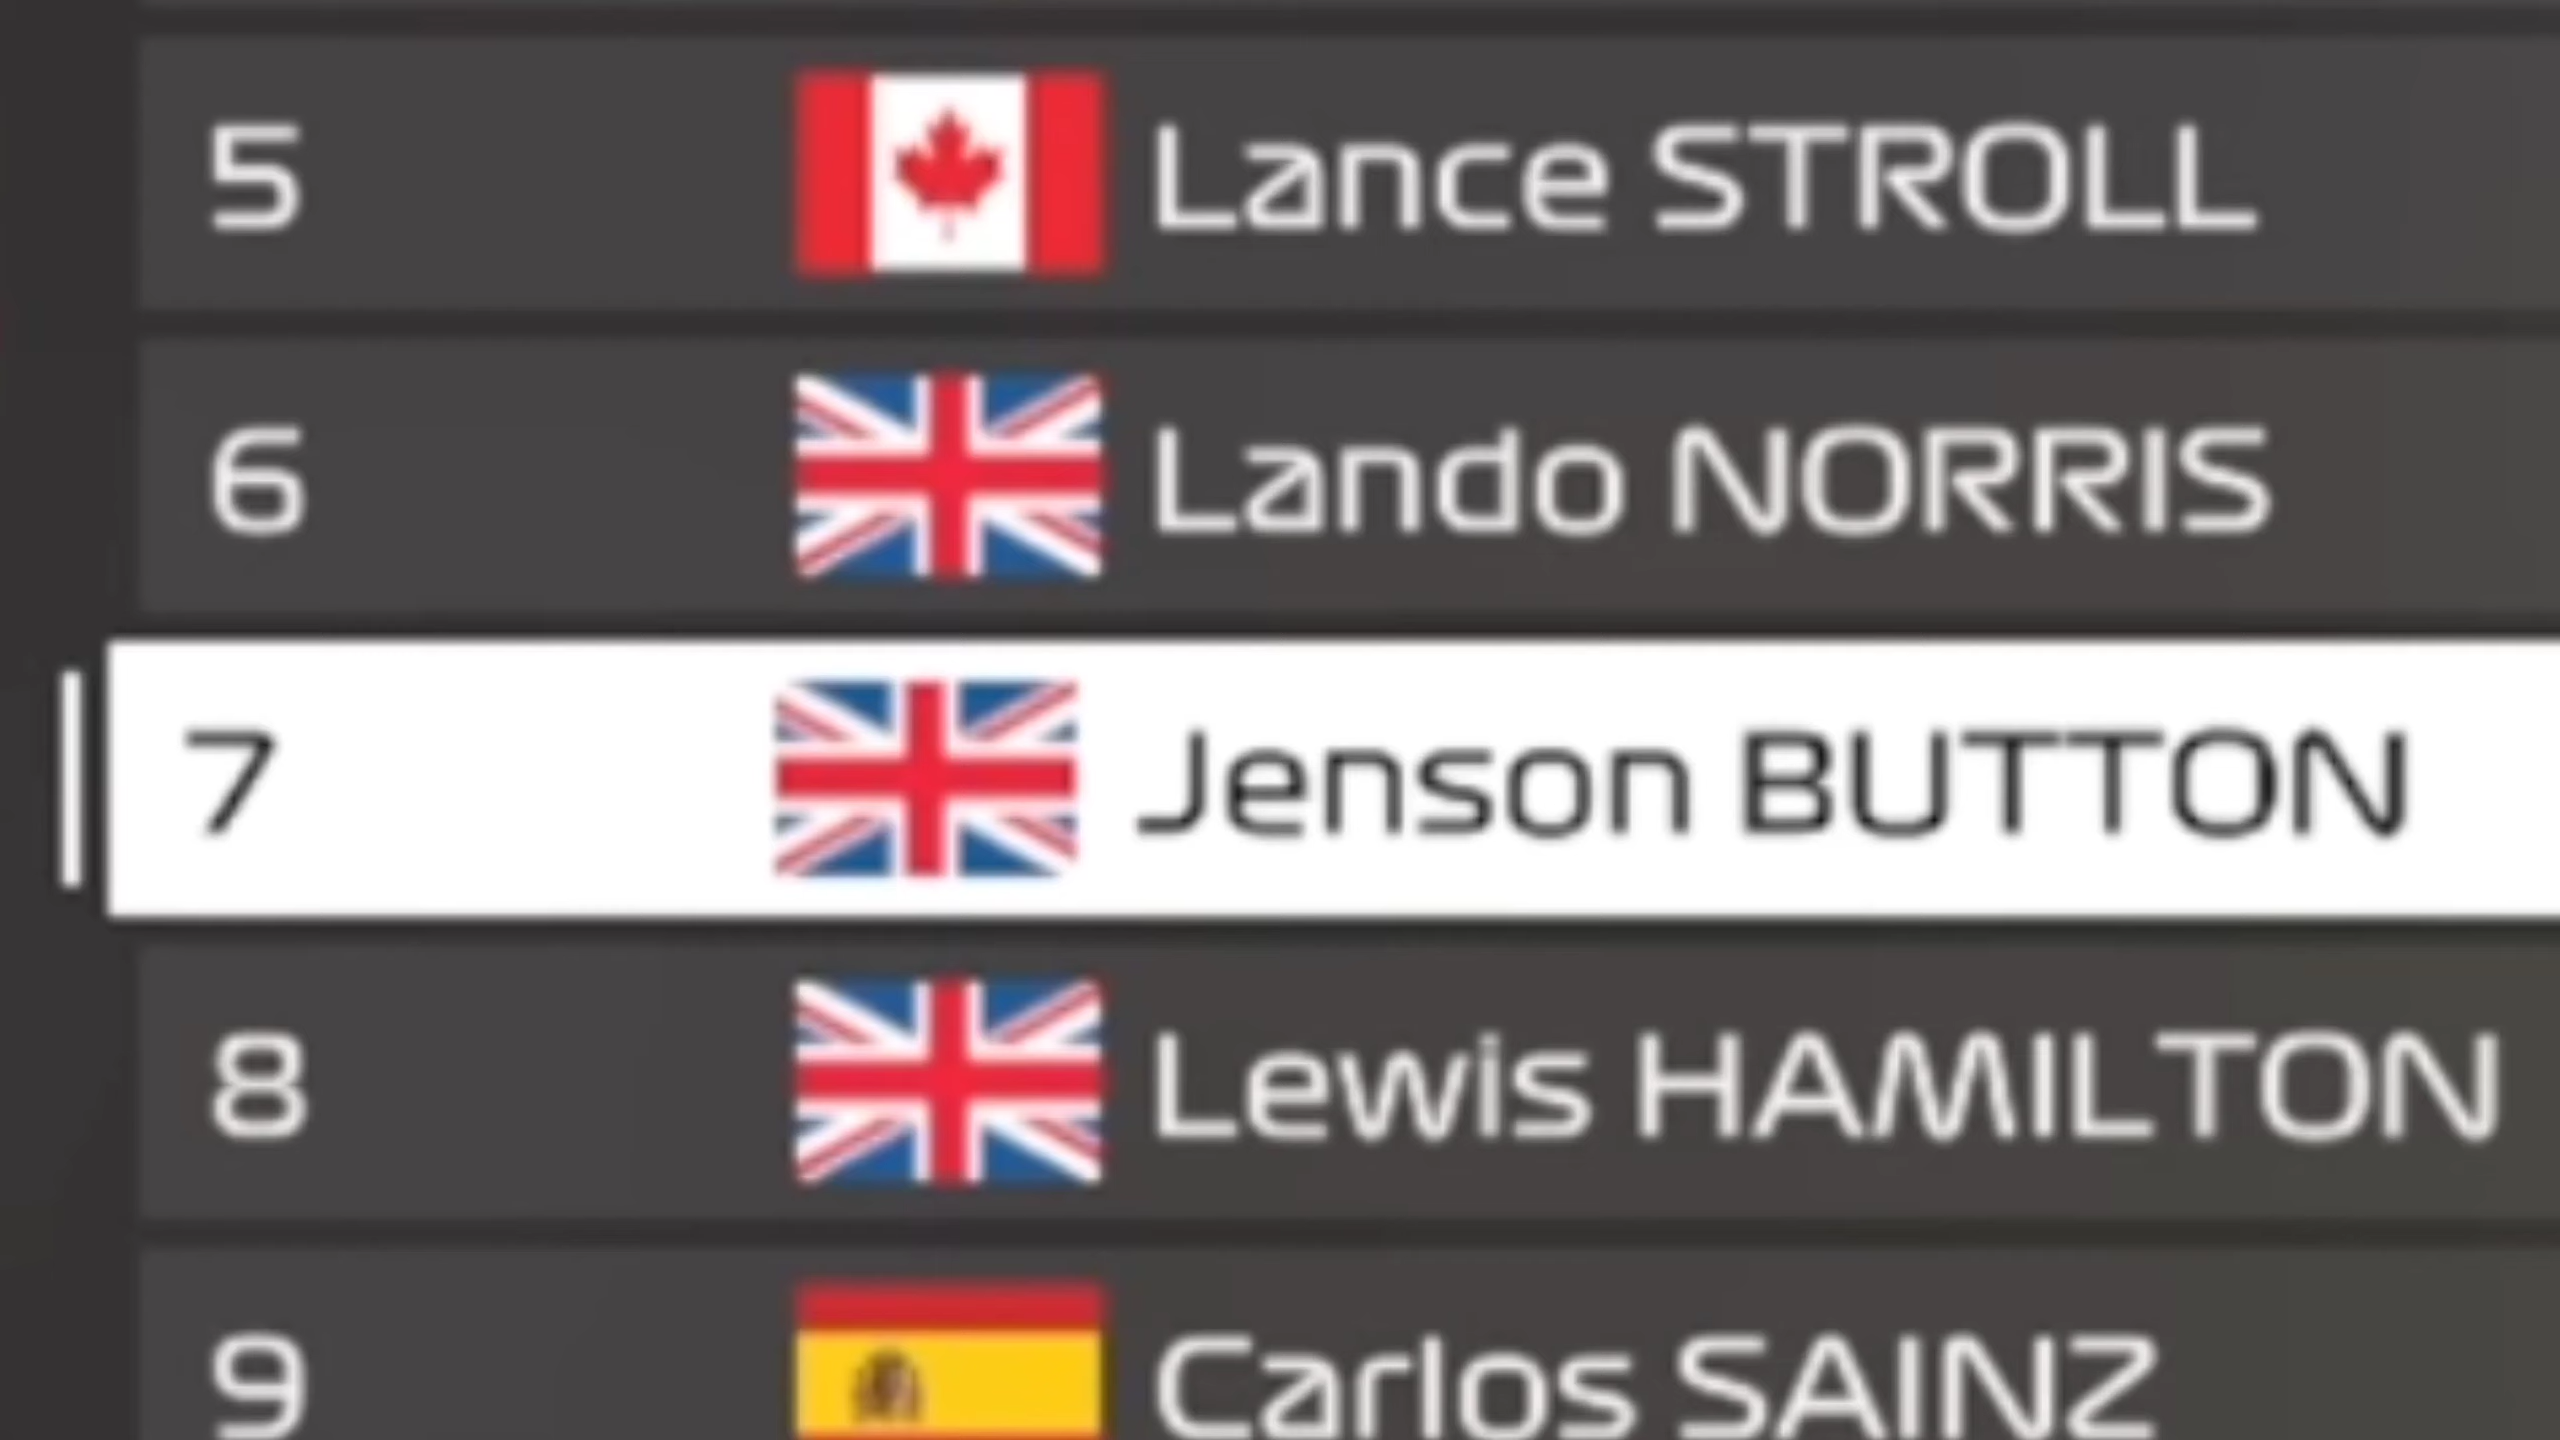 5 Lance STROLL
6 Lando NORRIS
7 Jenson BUTTON
8 Lewis HAMILTON
9 Carlos SAINZ